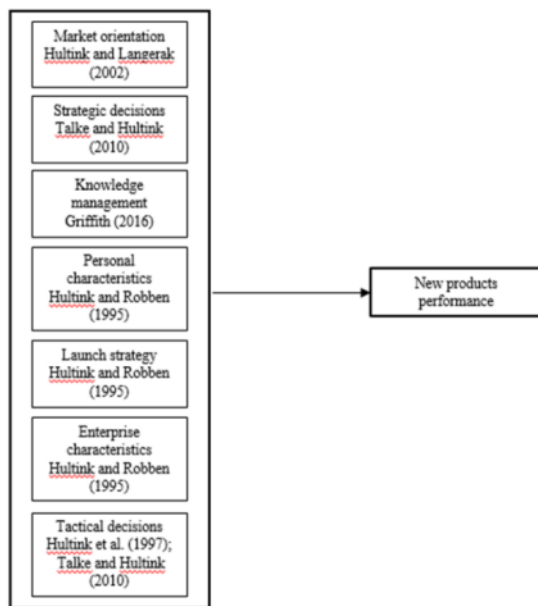 Market orientation
Hultink and Langerak
(2002)
Strategic decisions
Talke and Hultink
(2010)
Knowledge
management
Griffith (2016)
Personal
characteristics
Hultink and Robben
(1995)
Launch strategy
Hultink and Robben
(1995)
Enterprise
characteristics
Hultink and Robben
(1995)
Tactical decisions
Hultink et al. (1997);
Talke and Hultink
(2010)
New products
performance